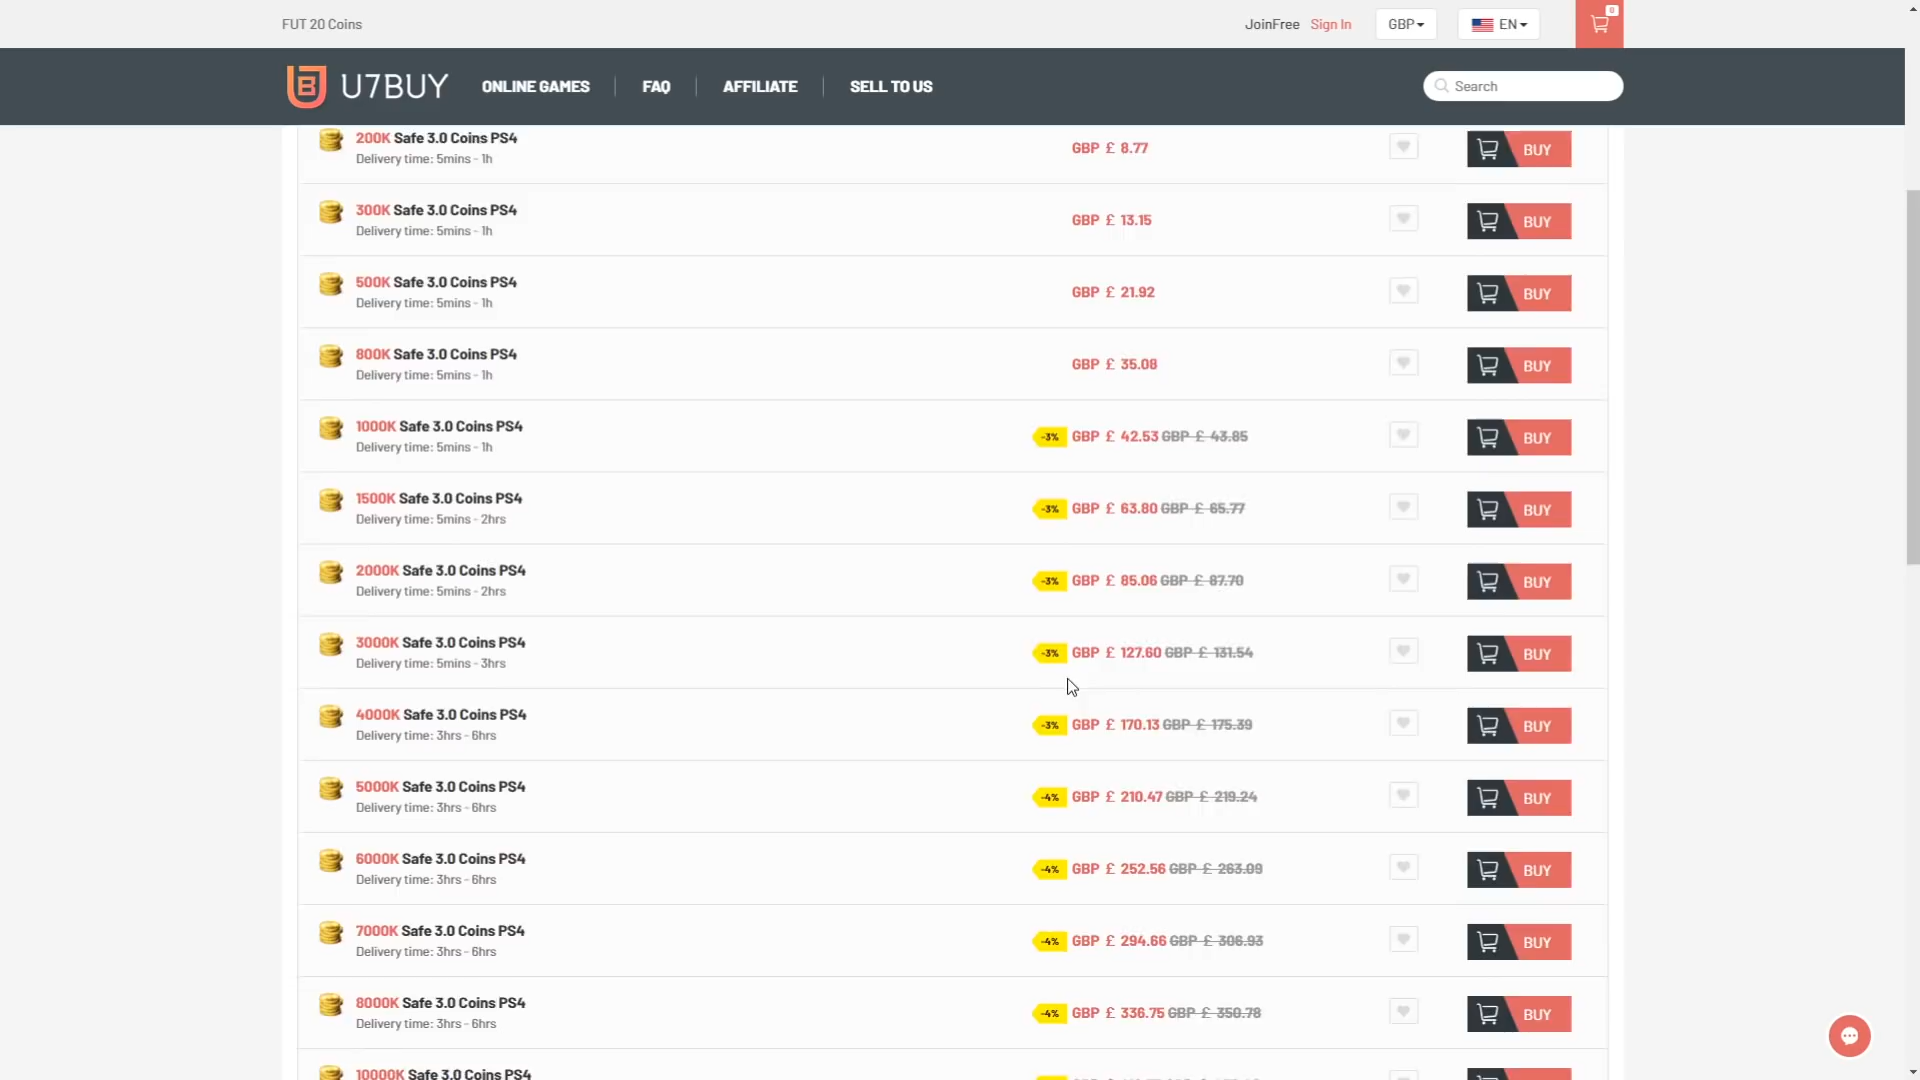 FUT 20 Coins
JoinFree Sign In GBP EN 0
U7BUY ONLINE GAMES FAQ AFFILIATE SELL TO US Search
200K Safe 3.0 Coins PS4 GBP £ 8.77 BUY
Delivery time: 5mins - 1h
300K Safe 3.0 Coins PS4 GBP £ 13.15 BUY
Delivery time: 5mins - 1h
500K Safe 3.0 Coins PS4 GBP £ 21.92 BUY
Delivery time: 5mins - 1h
800K Safe 3.0 Coins PS4 GBP £ 35.08 BUY
Delivery time: 5mins - 1h
1000K Safe 3.0 Coins PS4 -3% GBP £ 42.53 GBP £ 43.85 BUY
Delivery time: 5mins - 1h
1500K Safe 3.0 Coins PS4 -3% GBP £ 63.80 GBP £ 65.77 BUY
Delivery time: 5mins - 2hrs
2000K Safe 3.0 Coins PS4 -3% GBP £ 85.06 GBP £ 87.70 BUY
Delivery time: 5mins - 2hrs
3000K Safe 3.0 Coins PS4 -3% GBP £ 127.60 GBP £ 131.54 BUY
Delivery time: 5mins - 3hrs
4000K Safe 3.0 Coins PS4 -3% GBP £ 170.13 GBP £ 175.39 BUY
Delivery time: 3hrs - 6hrs
5000K Safe 3.0 Coins PS4 -4% GBP £ 210.47 GBP £ 219.24 BUY
Delivery time: 3hrs - 6hrs
6000K Safe 3.0 Coins PS4 -4% GBP £ 252.56 GBP £ 263.09 BUY
Delivery time: 3hrs - 6hrs
7000K Safe 3.0 Coins PS4 -4% GBP £ 294.66 GBP £ 306.93 BUY
Delivery time: 3hrs - 6hrs
8000K Safe 3.0 Coins PS4 -4% GBP £ 336.75 GBP £ 350.78 BUY
Delivery time: 3hrs - 6hrs
10000K Safe 3.0 Coins PS4